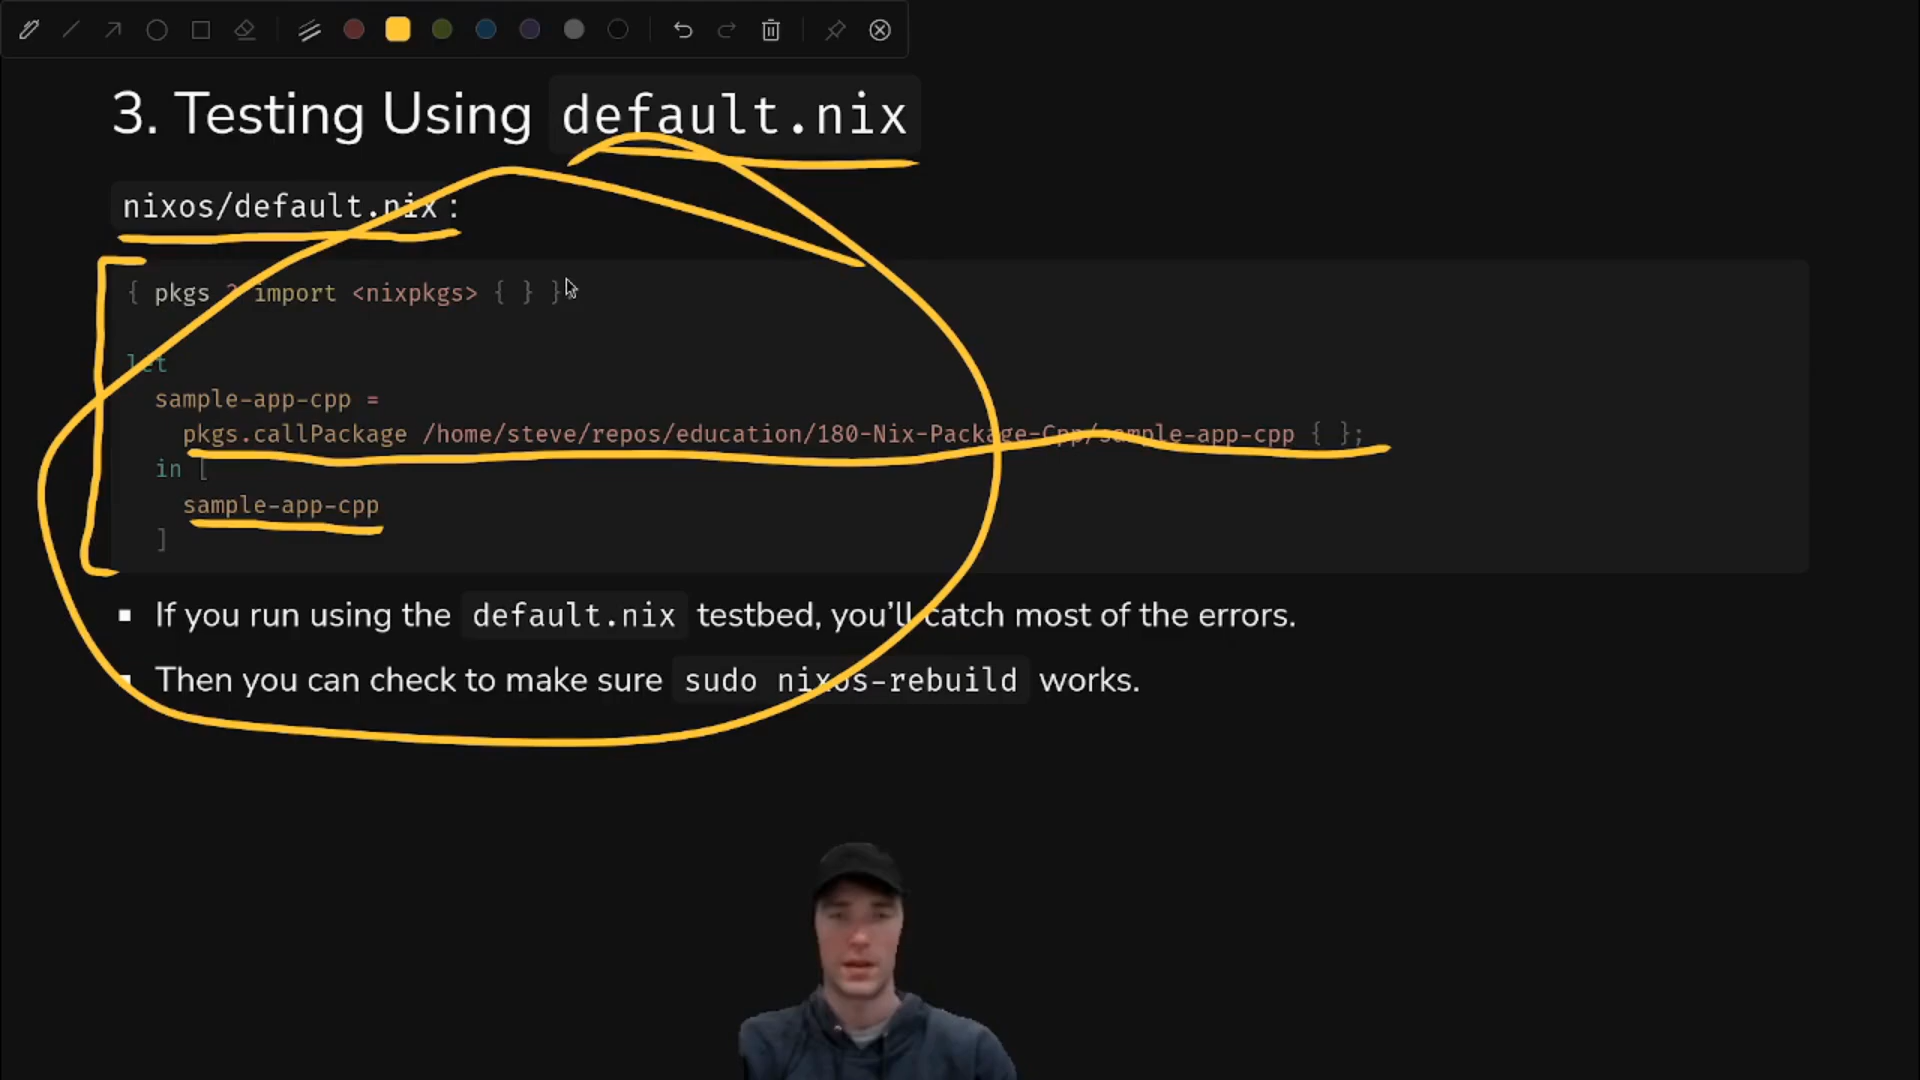 3. Testing Using default.nix
nixos/default.nix:
{ pkgs ? import <nixpkgs> { } }:
let
sample-app-cpp =
pkgs.callPackage /home/steve/repos/education/180-Nix-Package-Cpp/sample-app-cpp { };
in [
sample-app-cpp
]
▪ If you run using the default.nix testbed, you'll catch most of the errors.
▪ Then you can check to make sure sudo nixos-rebuild works.